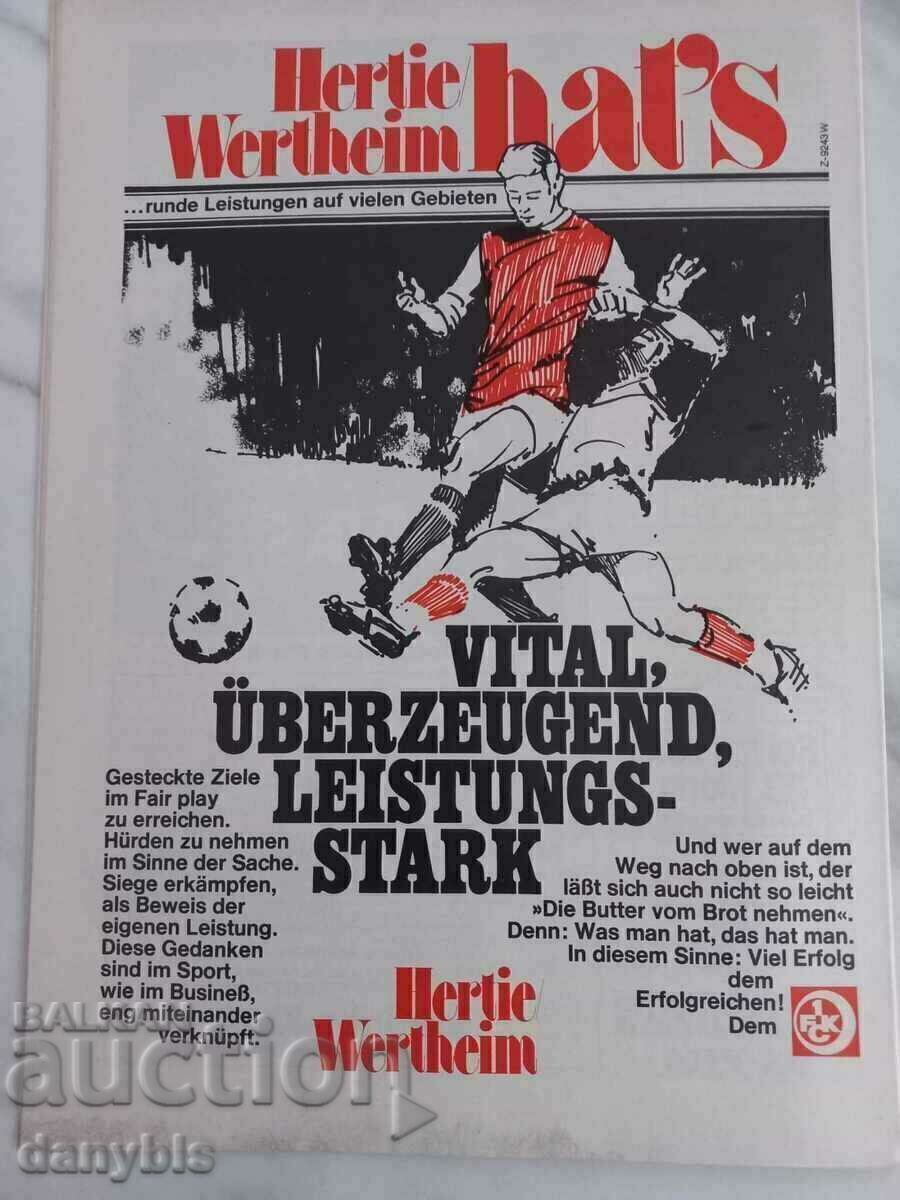 Hertie/
Wertheim hat's
Z-9243W
...runde Leistungen auf vielen Gebieten
VITAL,
ÜBERZEUGEND,
LEISTUNGS-
STARK
Gesteckte Ziele
im Fair play
zu erreichen.
Hürden zu nehmen
im Sinne der Sache.
Siege erkämpfen,
als Beweis der
eigenen Leistung.
Diese Gedanken
sind im Sport,
wie im Busineß,
eng miteinander
verknüpft.
Und wer auf dem
Weg nach oben ist, der
läßt sich auch nicht so leicht
»Die Butter vom Brot nehmen«.
Denn: Was man hat, das hat man.
In diesem Sinne: Viel Erfolg
dem
Erfolgreichen!
Dem
1 FCK
Hertie/
Wertheim
BALKAN
auction
danybls